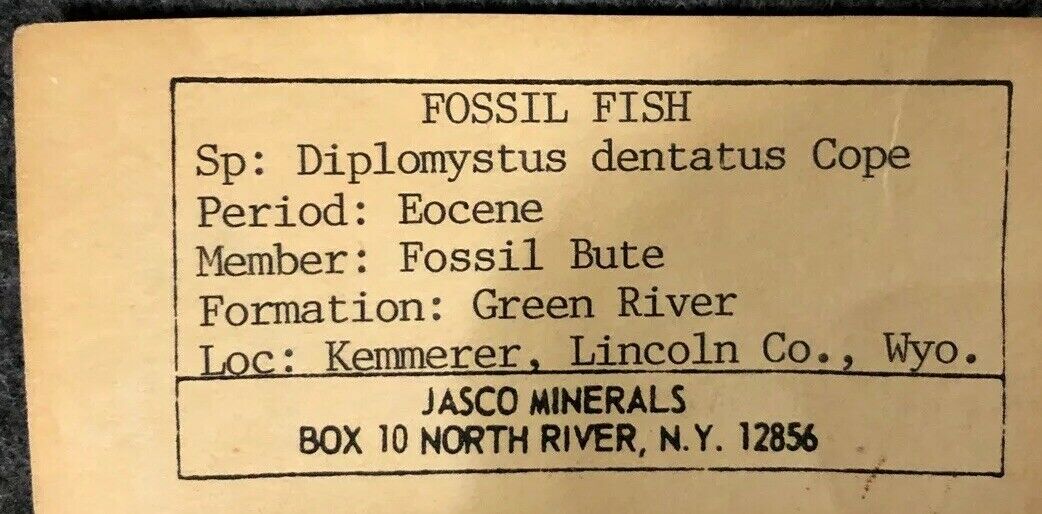 FOSSIL FISH
Sp: Diplomystus dentatus Cope
Period: Eocene
Member: Fossil Bute
Formation: Green River
Loc: Kemmerer, Lincoln Co., Wyo.
JASCO MINERALS
BOX 10 NORTH RIVER, N.Y. 12856